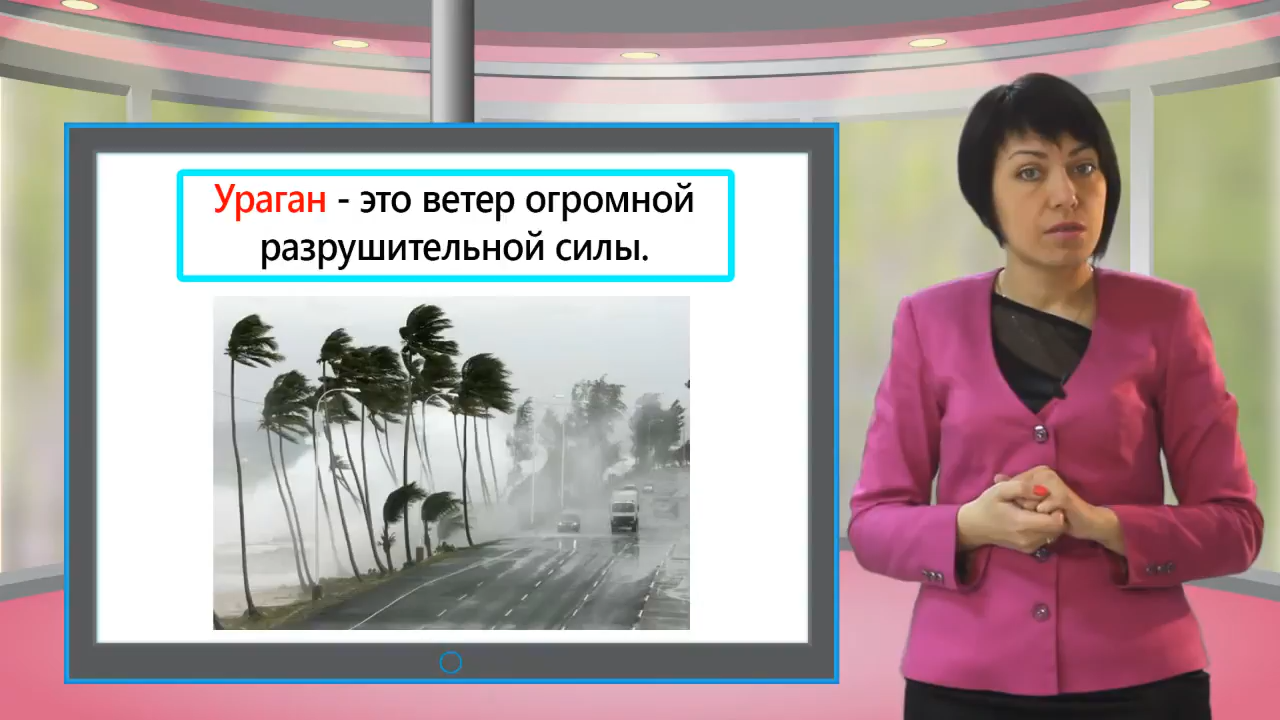 Ураган - это ветер огромной
разрушительной силы.